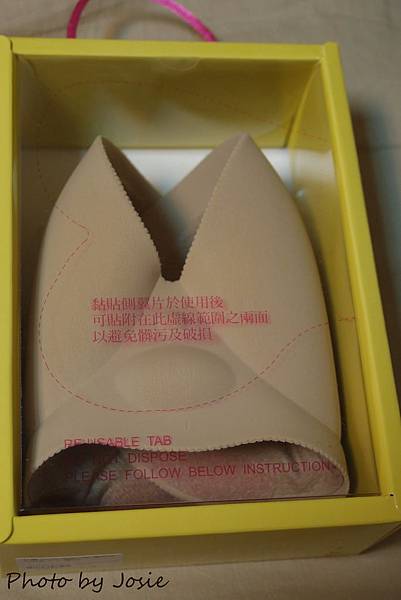 黏貼側翼片於使用後
可貼附在此虛線範圍之兩面
以避免髒污及破損
REUSABLE TAB
NOT DISPOSE
PLEASE FOLLOW BELOW INSTRUCTION
Photo by Josie